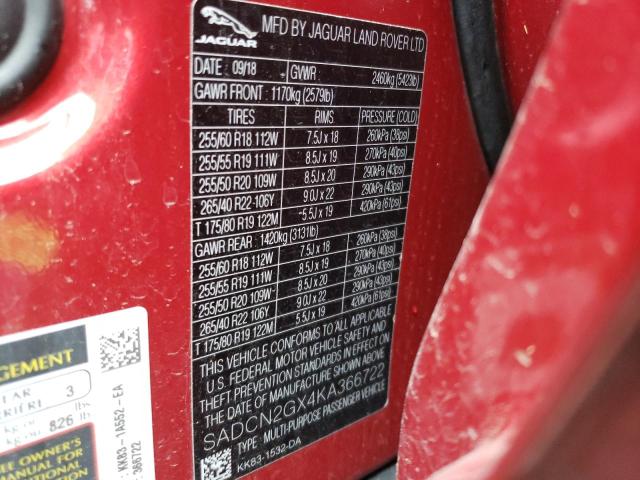 JAGUAR
MFD BY JAGUAR LAND ROVER LTD
DATE : 09/18 GVWR : 2460kg (5423lb)
GAWR FRONT : 1170kg (2579lb)
TIRES RIMS PRESSURE (COLD)
255/60 R18 112W 7.5J x 18 260kPa (38psi)
255/55 R19 111W 8.5J x 19 270kPa (40psi)
255/50 R20 109W 8.5J x 20 290kPa (43psi)
265/40 R22-106Y 9.0J x 22 290kPa (43psi)
T 175/80 R19 122M -5.5J x 19 420kPa (61psi)
GAWR REAR : 1420kg (3131lb)
255/60 R18 112W 7.5J x 18 260kPa (38psi)
255/55 R19 111W 8.5J x 19 270kPa (40psi)
255/50 R20 109W 8.5J x 20 290kPa (43psi)
265/40 R22 106Y 9.0J x 22 290kPa (43psi)
T 175/80 R19 122M 5.5J x 19 420kPa (61psi)
THIS VEHICLE CONFORMS TO ALL APPLICABLE
U.S. FEDERAL MOTOR VEHICLE SAFETY AND
THEFT PREVENTION STANDARDS IN EFFECT
ON THE DATE OF MANUFACTURE SHOWN ABOVE
SADCN2GX4KA366722
TYPE : MULTI-PURPOSE PASSENGER VEHICLE
KK83-1532-DA
GEMENT
3
kg 826 lb
kg lb
EE OWNER'S
MANUAL FOR
KK83-1A552-EA
366722